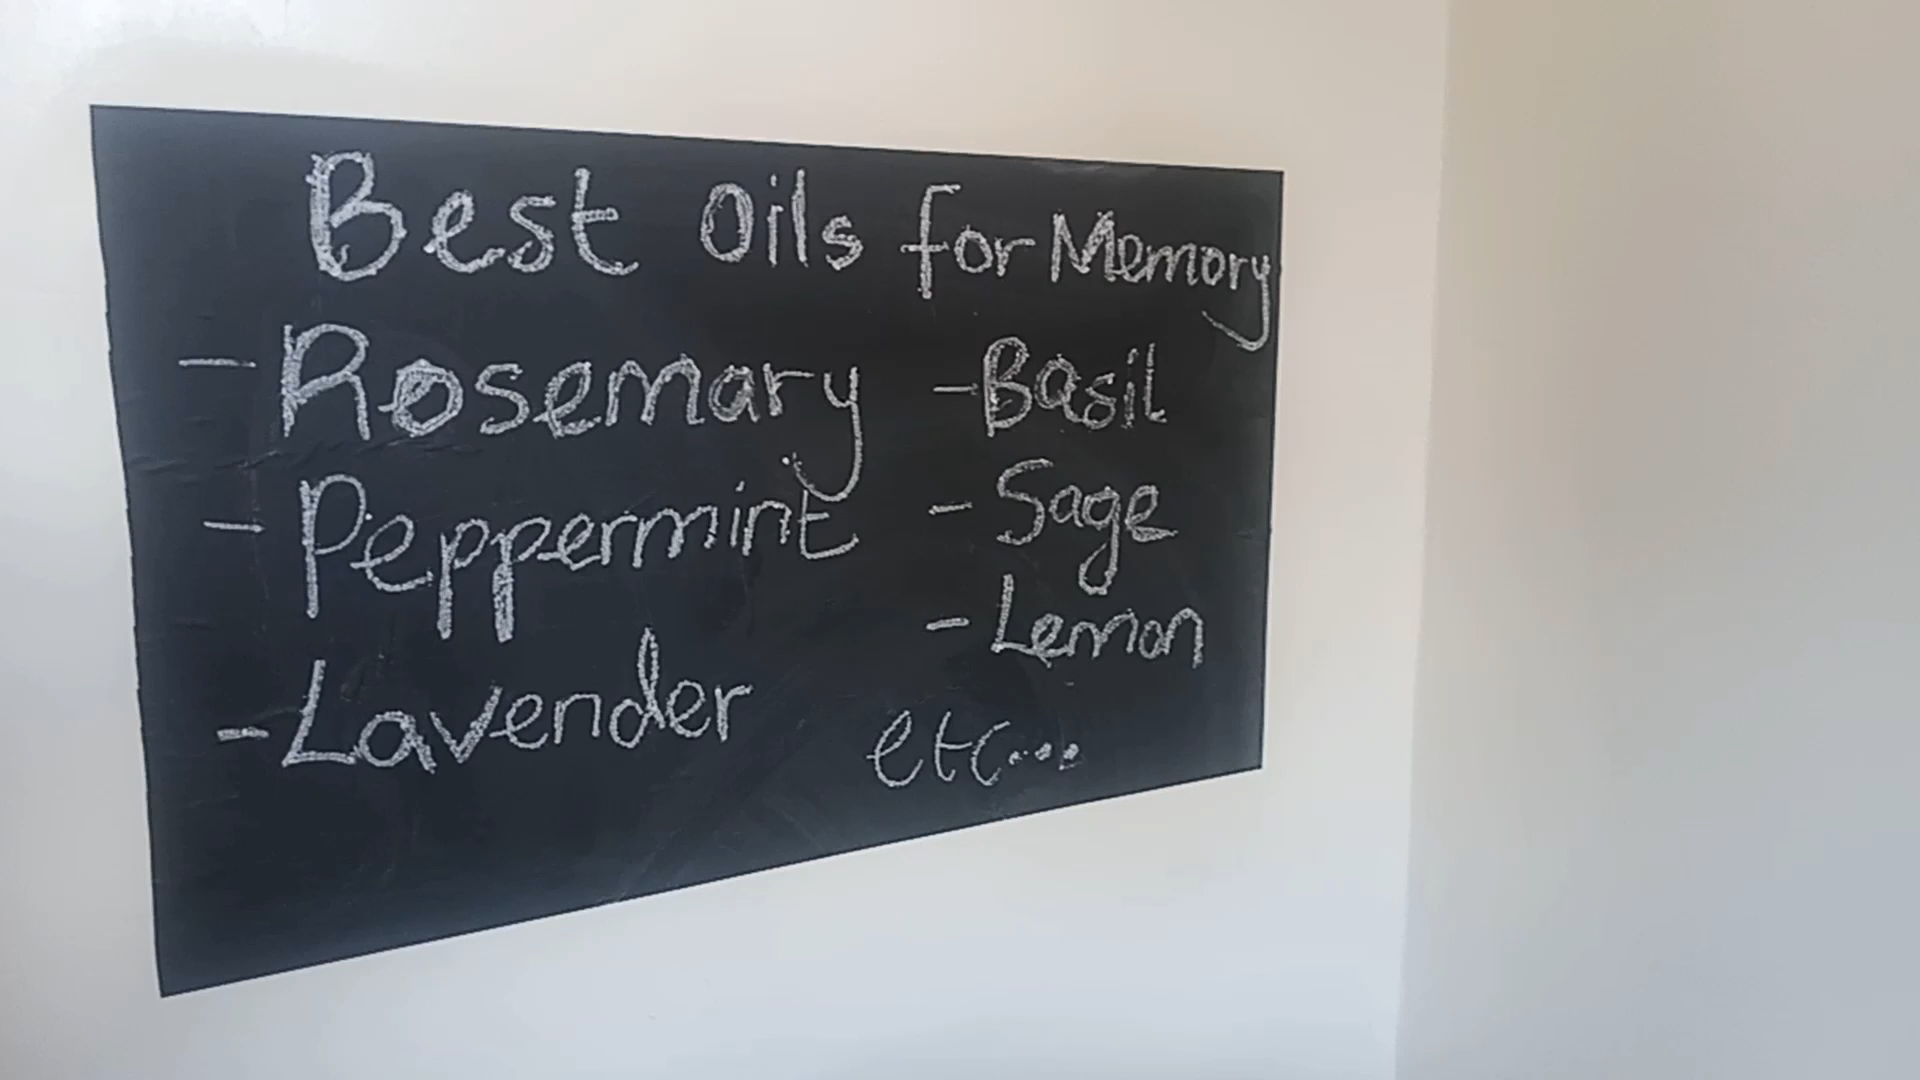 Best Oils for Memory
- Rosemary
- Peppermint
- Lavender
- Basil
- Sage
- Lemon
etc...